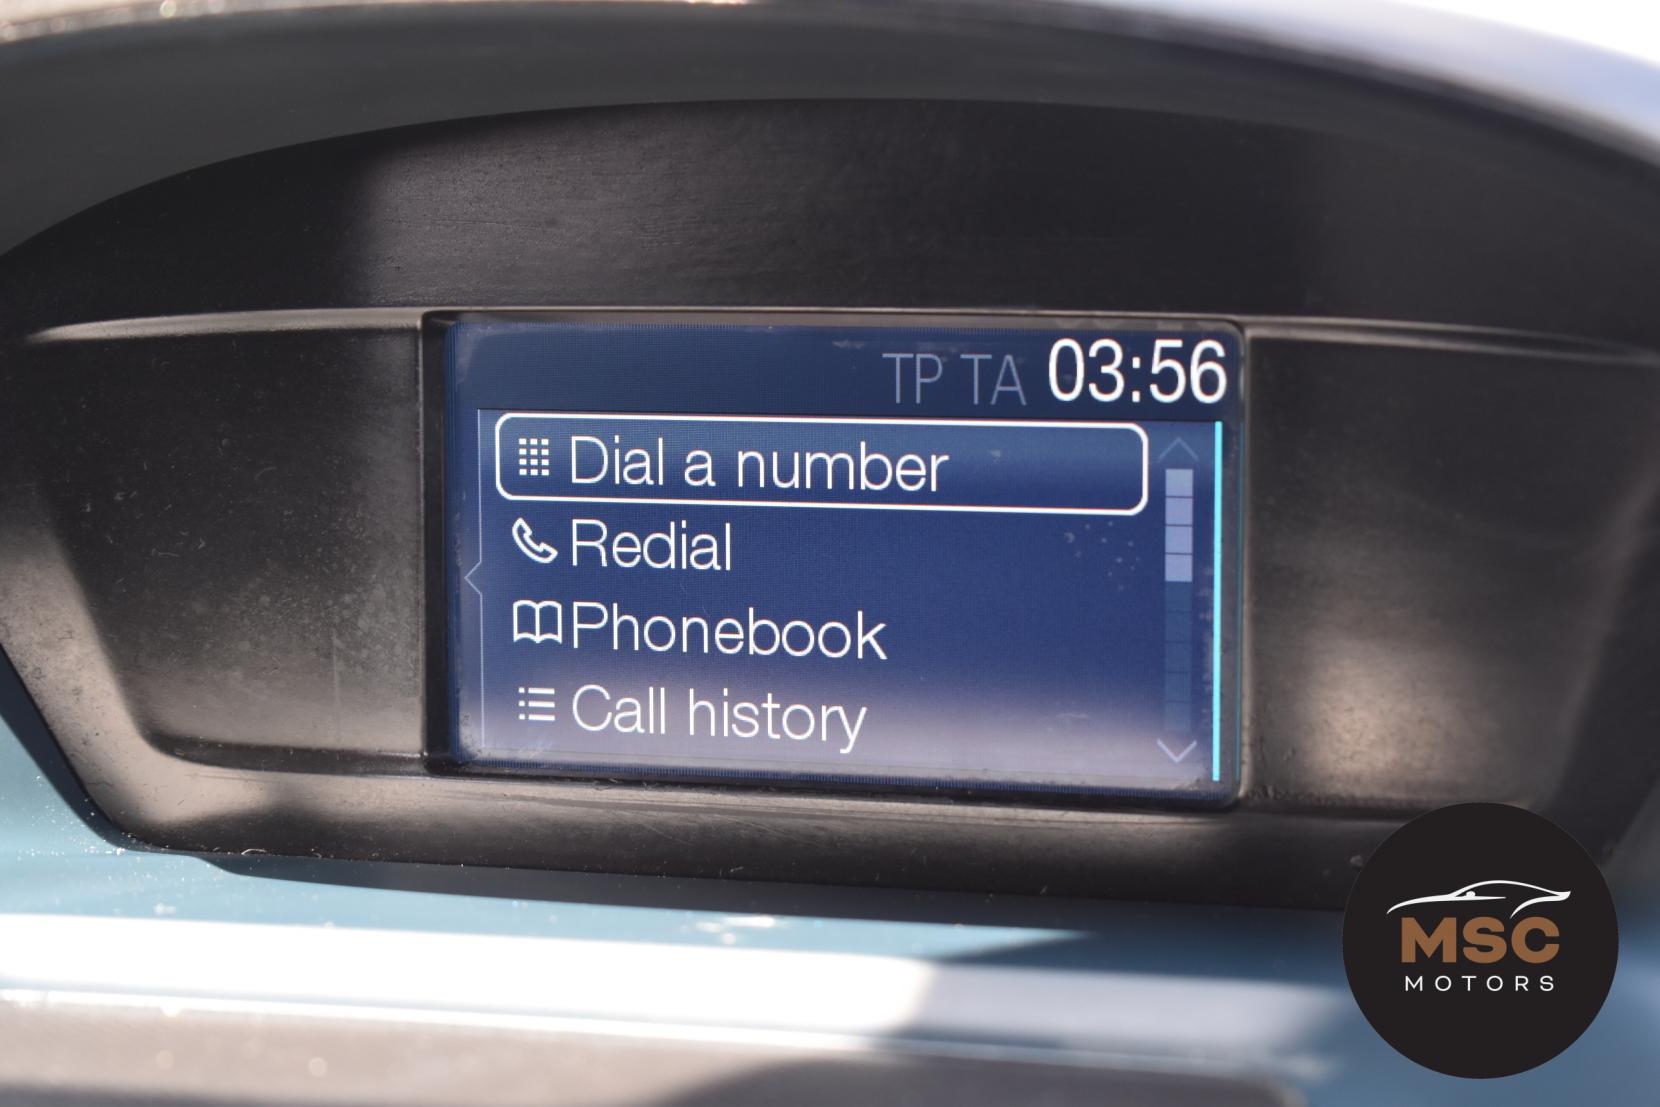 TP TA 03:56
Dial a number
Redial
Phonebook
Call history
MSC
MOTORS